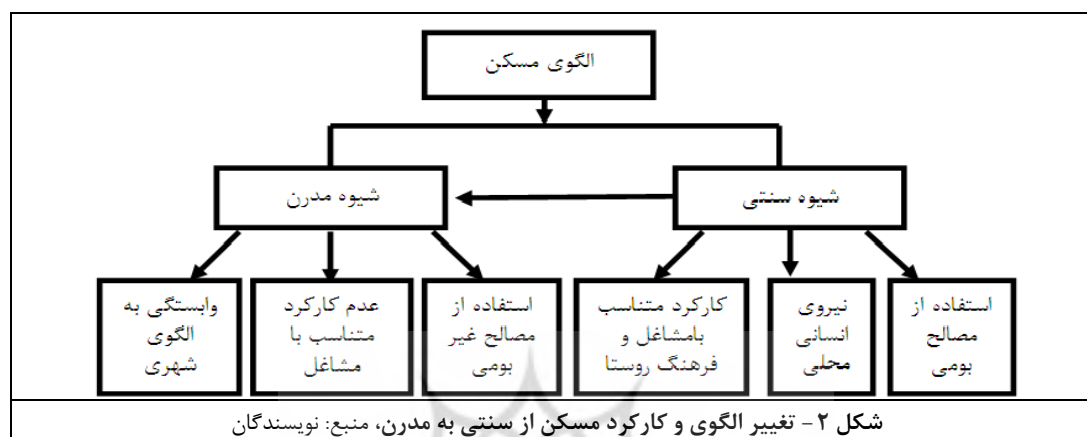 الگوی مسکن
شیوه سنتی
شیوه مدرن
استفاده از
مصالح
بومی
نیروی
انسانی
محلی
کارکرد متناسب
بامشاغل و
فرهنگ روستا
استفاده از
مصالح غیر
بومی
عدم کارکرد
متناسب با
مشاغل
وابستگی به
الگوی
شهری
شکل ۲- تغییر الگوی و کارکرد مسکن از سنتی به مدرن، منبع: نویسندگان